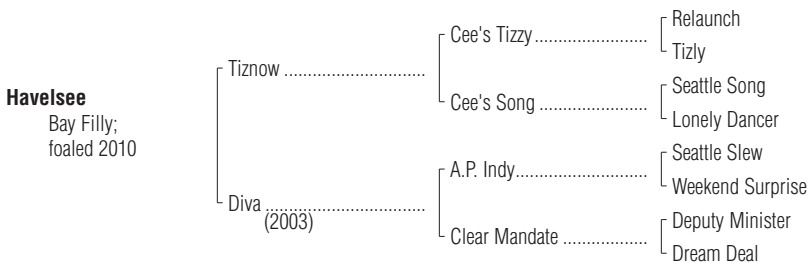 Relaunch
Cee's Tizzy..............................
Tizly
Tiznow ..............................
Seattle Song
Cee's Song ..............................
Lonely Dancer
Havelsee
Bay Filly;
foaled 2010
Seattle Slew
A.P. Indy..............................
Weekend Surprise
Diva ..............................
(2003)
Deputy Minister
Clear Mandate ........................
Dream Deal